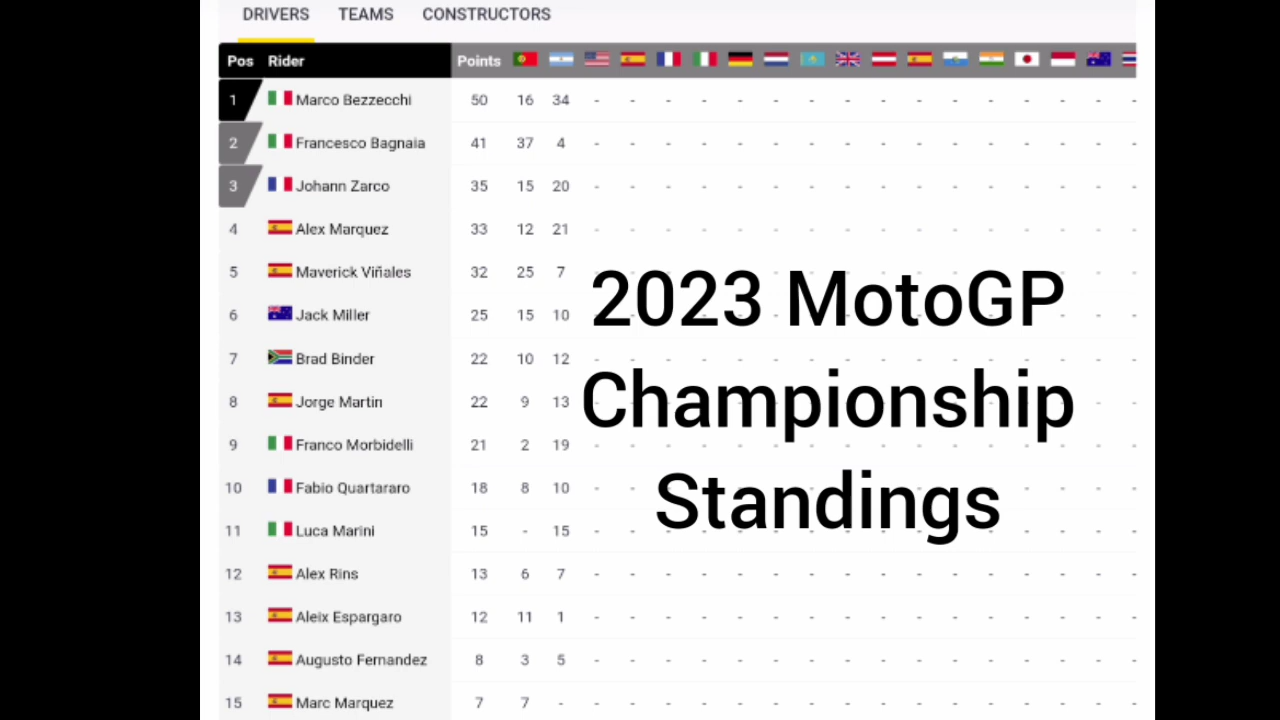 DRIVERS TEAMS CONSTRUCTORS
Pos Rider Points
1 Marco Bezzecchi 50 16 34 - - - - - - - - - - - - - - - -
2 Francesco Bagnaia 41 37 4 - - - - - - - - - - - - - - - -
3 Johann Zarco 35 15 20 - - - - - - - - - - - - - - - -
4 Alex Marquez 33 12 21 - - - - - - - - - - - - - - - -
5 Maverick Viñales 32 25 7 - - - - - - - - - - - - - - - -
6 Jack Miller 25 15 10 - - - - - - - - - - - - - - - -
2023 MotoGP
7 Brad Binder 22 10 12 - - - - - - - - - - - - - - - -
8 Jorge Martin 22 9 13 - - - - - - - - - - - - - - - -
Championship
9 Franco Morbidelli 21 2 19 - - - - - - - - - - - - - - - -
10 Fabio Quartararo 18 8 10 - - - - - - - - - - - - - - - -
Standings
11 Luca Marini 15 - 15 - - - - - - - - - - - - - - - -
12 Alex Rins 13 6 7 - - - - - - - - - - - - - - - -
13 Aleix Espargaro 12 11 1 - - - - - - - - - - - - - - - -
14 Augusto Fernandez 8 3 5 - - - - - - - - - - - - - - - -
15 Marc Marquez 7 7 - - - - - - - - - - - - - - - - -